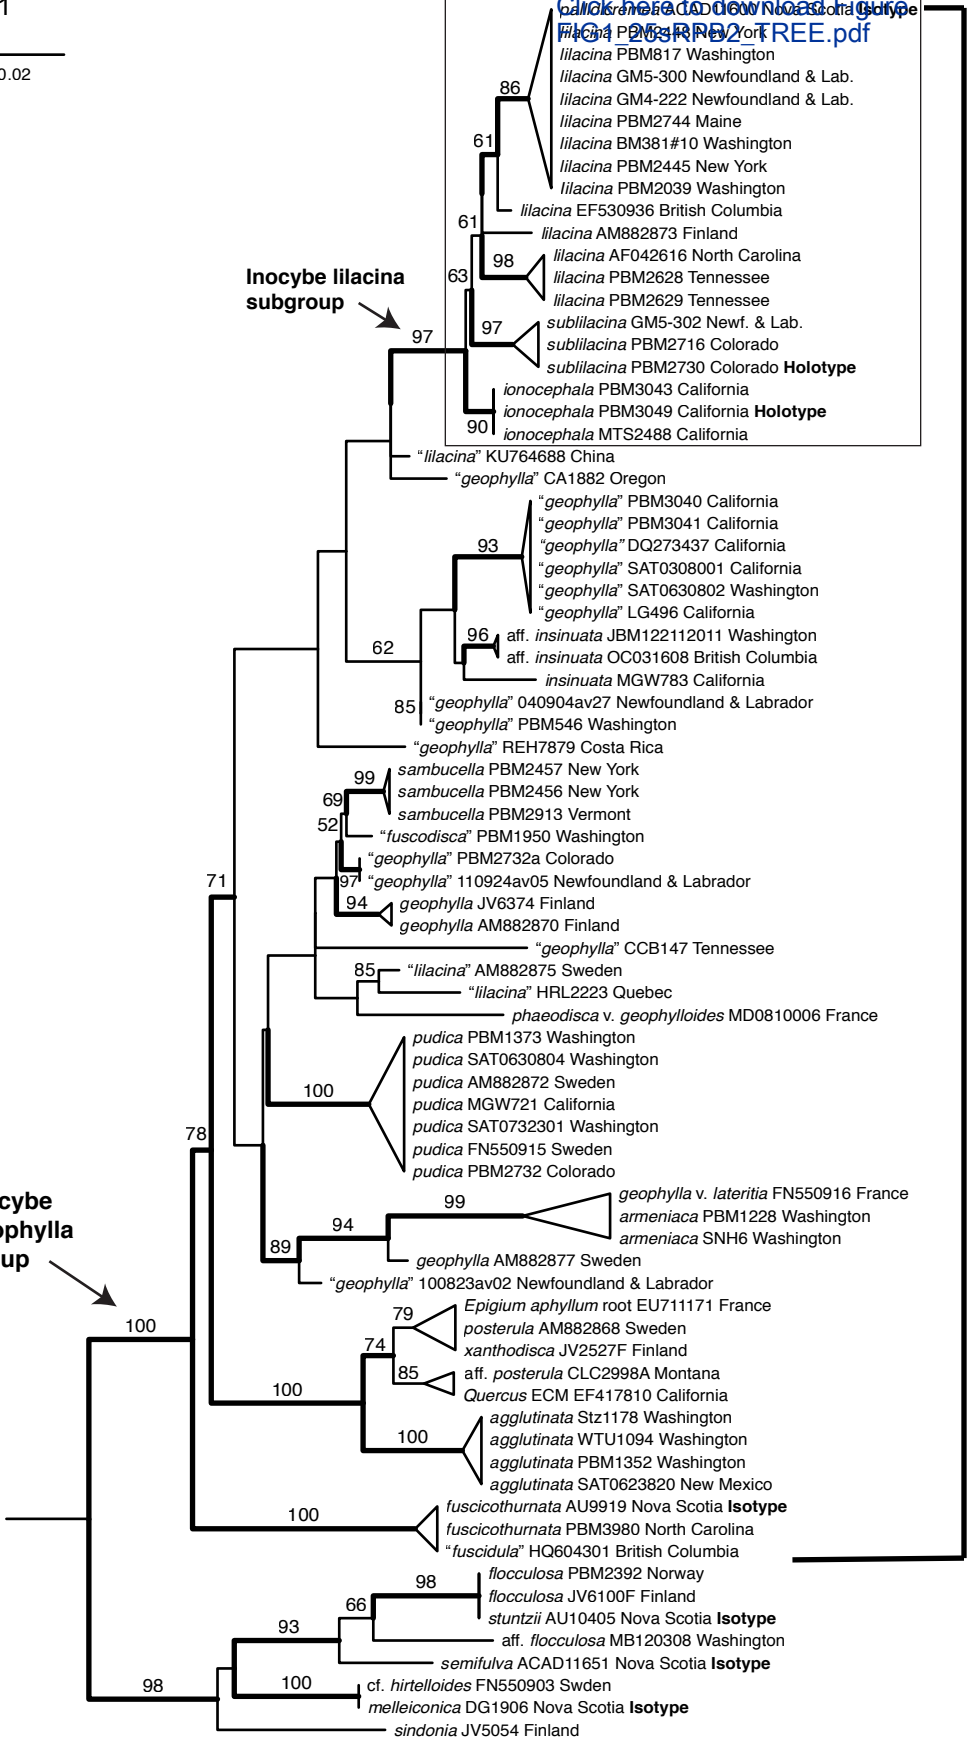 1
0.02
Click here to download Figure
FIG1_25sRPB2_TREE.pdf
pallidicremea ACAD11600 Nova Scotia Isotype
lilacina PBM2448 New York
lilacina PBM817 Washington
lilacina GM5-300 Newfoundland & Lab.
86
lilacina GM4-222 Newfoundland & Lab.
lilacina PBM2744 Maine
61
lilacina BM381#10 Washington
lilacina PBM2445 New York
lilacina PBM2039 Washington
lilacina EF530936 British Columbia
61
lilacina AM882873 Finland
lilacina AF042616 North Carolina
98
63
Inocybe lilacina
subgroup
lilacina PBM2628 Tennessee
lilacina PBM2629 Tennessee
sublilacina GM5-302 Newf. & Lab.
97
97
sublilacina PBM2716 Colorado
sublilacina PBM2730 Colorado Holotype
ionocephala PBM3043 California
ionocephala PBM3049 California Holotype
90
ionocephala MTS2488 California
“lilacina” KU764688 China
“geophylla” CA1882 Oregon
“geophylla” PBM3040 California
“geophylla” PBM3041 California
93
“geophylla” DQ273437 California
“geophylla” SAT0308001 California
“geophylla” SAT0630802 Washington
“geophylla” LG496 California
96
aff. insinuata JBM122112011 Washington
62
aff. insinuata OC031608 British Columbia
insinuata MGW783 California
85
“geophylla” 040904av27 Newfoundland & Labrador
“geophylla” PBM546 Washington
“geophylla” REH7879 Costa Rica
sambucella PBM2457 New York
99
sambucella PBM2456 New York
69
sambucella PBM2913 Vermont
52
“fuscodisca” PBM1950 Washington
“geophylla” PBM2732a Colorado
71
97
“geophylla” 110924av05 Newfoundland & Labrador
94
geophylla JV6374 Finland
geophylla AM882870 Finland
“geophylla” CCB147 Tennessee
85
“lilacina” AM882875 Sweden
“lilacina” HRL2223 Quebec
phaeodisca v. geophylloides MD0810006 France
pudica PBM1373 Washington
pudica SAT0630804 Washington
pudica AM882872 Sweden
100
pudica MGW721 California
pudica SAT0732301 Washington
78
pudica FN550915 Sweden
pudica PBM2732 Colorado
cybe
ophylla
up
geophylla v. lateritia FN550916 France
99
armeniaca PBM1228 Washington
94
armeniaca SNH6 Washington
89
geophylla AM882877 Sweden
“geophylla” 100823av02 Newfoundland & Labrador
Epigium aphyllum root EU711171 France
79
100
posterula AM882868 Sweden
74
xanthodisca JV2527F Finland
85
aff. posterula CLC2998A Montana
100
Quercus ECM EF417810 California
agglutinata Stz1178 Washington
100
agglutinata WTU1094 Washington
agglutinata PBM1352 Washington
agglutinata SAT0623820 New Mexico
fuscicothurnata AU9919 Nova Scotia Isotype
100
fuscicothurnata PBM3980 North Carolina
“fuscidula” HQ604301 British Columbia
flocculosa PBM2392 Norway
98
flocculosa JV6100F Finland
66
stuntzii AU10405 Nova Scotia Isotype
93
aff. flocculosa MB120308 Washington
semifulva ACAD11651 Nova Scotia Isotype
98
100
cf. hirtelloides FN550903 Swden
melleiconica DG1906 Nova Scotia Isotype
sindonia JV5054 Finland